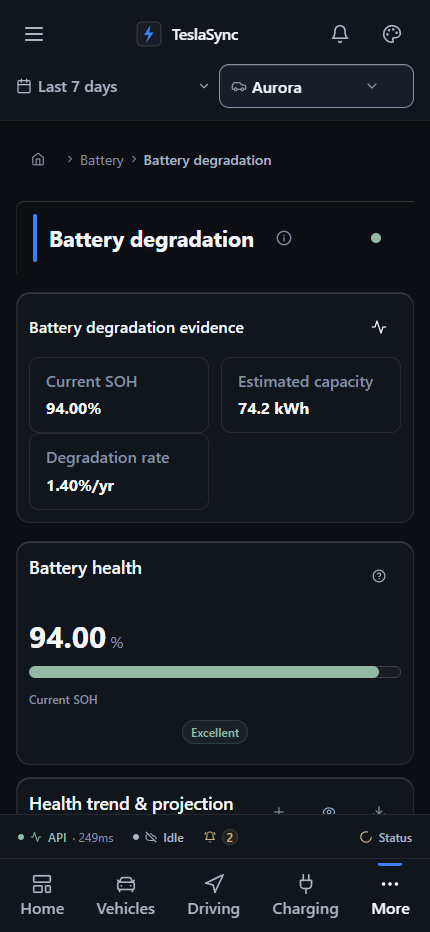 TeslaSync
Last 7 days
Aurora
Battery
Battery degradation
Battery degradation
Battery degradation evidence
Current SOH
94.00%
Estimated capacity
74.2 kWh
Degradation rate
1.40%/yr
Battery health
94.00 %
Current SOH
Excellent
Health trend & projection
API · 249ms
Idle
2
Status
Home
Vehicles
Driving
Charging
More